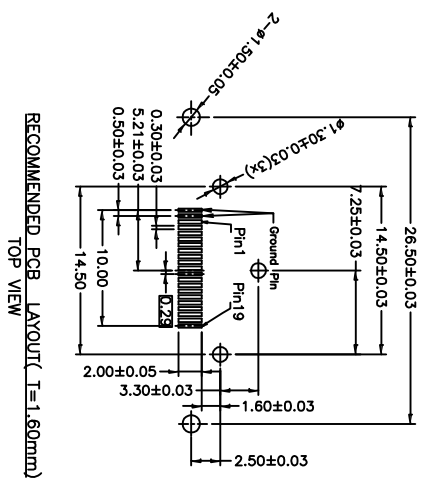 26.50±0.03
14.50±0.03
7.25±0.03
2-ø1.50±0.05
ø1.30±0.03(3x)
Ground Pin
Pin1
Pin19
0.30±0.03
5.21±0.03
0.50±0.03
0.29
10.00
14.50
2.00±0.05
3.30±0.03
1.60±0.03
2.50±0.03
RECOMMENDED PCB LAYOUT( T=1.60mm)
TOP VIEW